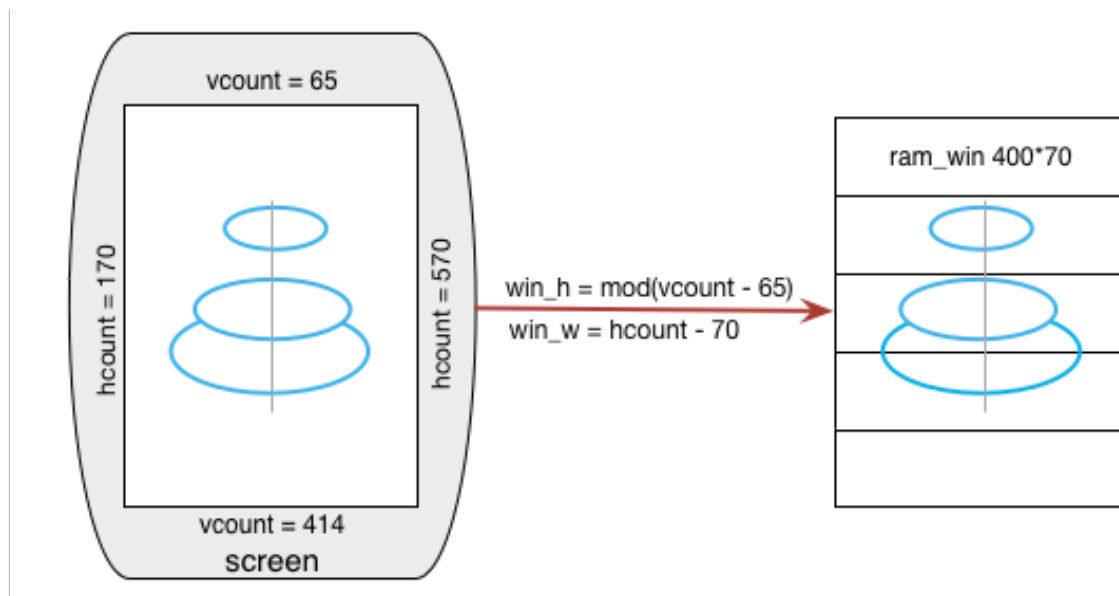 vcount = 65
hcount = 170
hcount = 570
vcount = 414
screen
win_h = mod(vcount - 65)
win_w = hcount - 70
ram_win 400*70